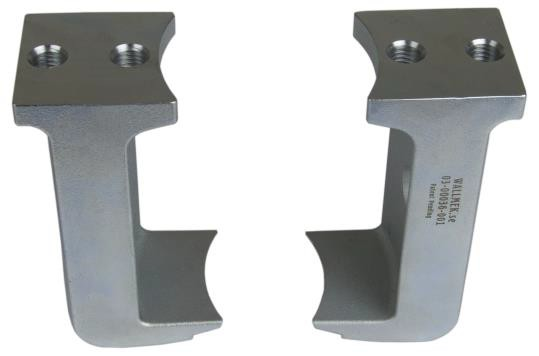 WALLMEK.se
03-00036-001
Patent Pending